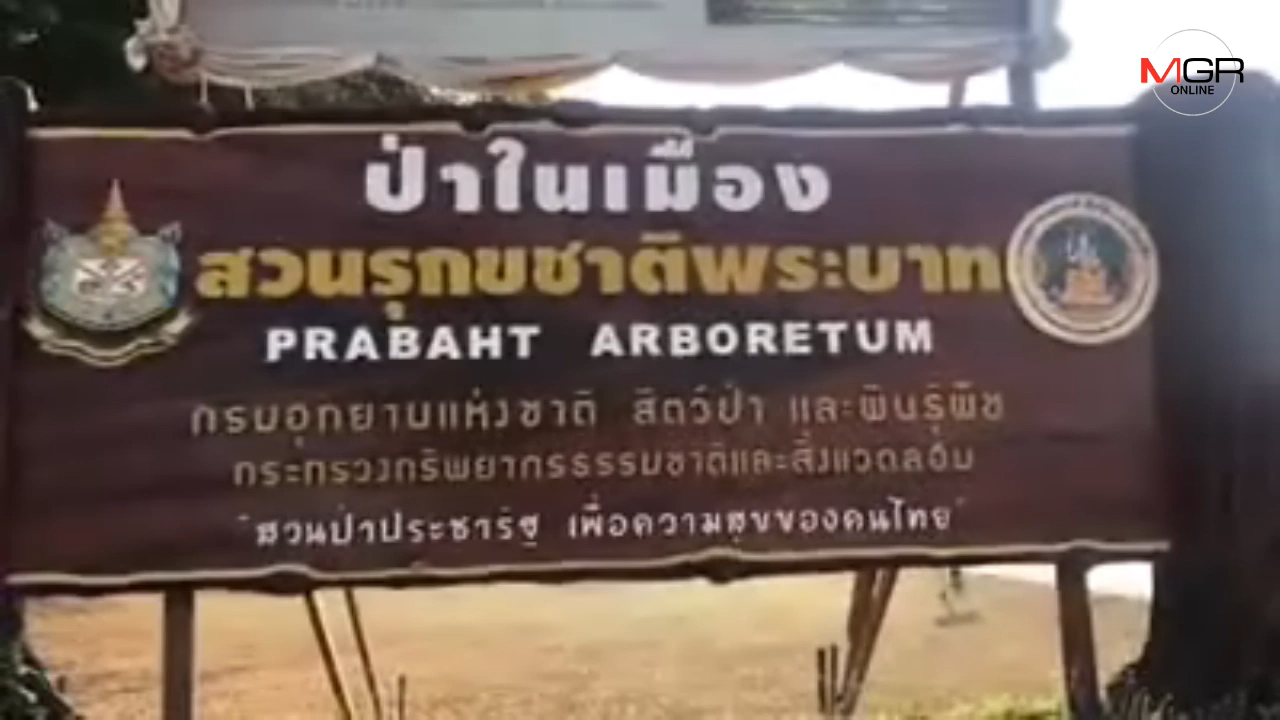 MGR
ONLINE
ป่าในเมือง
สวนรุกขชาติพระบาท
PRABAHT ARBORETUM
กรมอุทยานแห่งชาติ สัตว์ป่า และพันธุ์พืช
กระทรวงทรัพยากรธรรมชาติและสิ่งแวดล้อม
"สวนป่าประชารัฐ เพื่อความสุขของคนไทย"